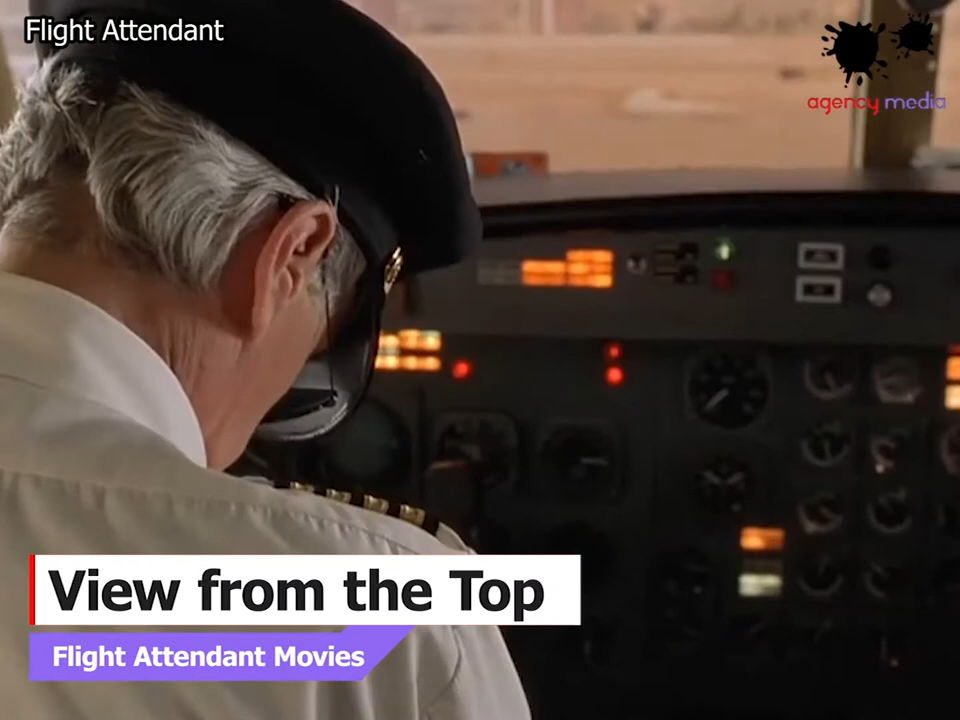 Flight Attendant
agency media
View from the Top
Flight Attendant Movies